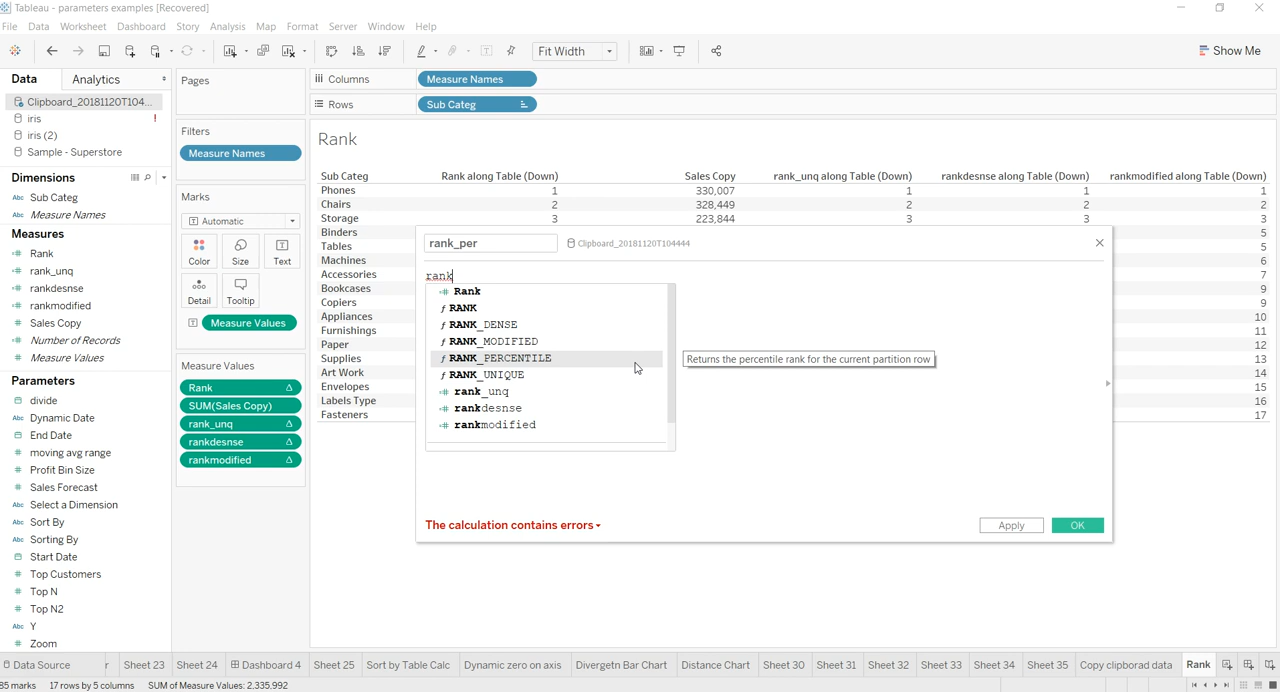 Tableau - parameters examples [Recovered]
File Data Worksheet Dashboard Story Analysis Map Format Server Window Help
Fit Width
Show Me
Data Analytics
Clipboard_20181120T104...
iris !
iris (2)
Sample - Superstore
Dimensions
Abc Sub Categ
Abc Measure Names
Measures
Rank
rank_unq
rankdesnse
rankmodified
Sales Copy
Number of Records
Measure Values
Parameters
divide
Abc Dynamic Date
End Date
moving avg range
Profit Bin Size
Sales Forecast
Abc Select a Dimension
Abc Sort By
Abc Sorting By
Start Date
Top Customers
Top N
Top N2
Abc Y
Zoom
Pages
Filters
Measure Names
Marks
Automatic
Color Size Text
Detail Tooltip
Measure Values
Measure Values
Rank
SUM(Sales Copy)
rank_unq
rankdesnse
rankmodified
Columns Measure Names
Rows Sub Categ
Rank
Sub Categ Rank along Table (Down) Sales Copy rank_unq along Table (Down) rankdesnse along Table (Down) rankmodified along Table (Down)
Phones 1 330,007 1 1 1
Chairs 2 328,449 2 2 2
Storage 3 223,844 3 3 3
Binders 5
Tables 5
Machines 6
Accessories 7
Bookcases 9
Copiers 9
Appliances 10
Furnishings 11
Paper 12
Supplies 13
Art Work 14
Envelopes 15
Labels Type 16
Fasteners 17
rank_per Clipboard_20181120T104444
rank
Rank
RANK
RANK_DENSE
RANK_MODIFIED
RANK_PERCENTILE
RANK_UNIQUE
rank_unq
rankdesnse
rankmodified
Returns the percentile rank for the current partition row
The calculation contains errors
Apply OK
Data Source r Sheet 23 Sheet 24 Dashboard 4 Sheet 25 Sort by Table Calc Dynamic zero on axis Divergetn Bar Chart Distance Chart Sheet 30 Sheet 31 Sheet 32 Sheet 33 Sheet 34 Sheet 35 Copy clipborad data Rank
85 marks 17 rows by 5 columns SUM of Measure Values: 2,335,992